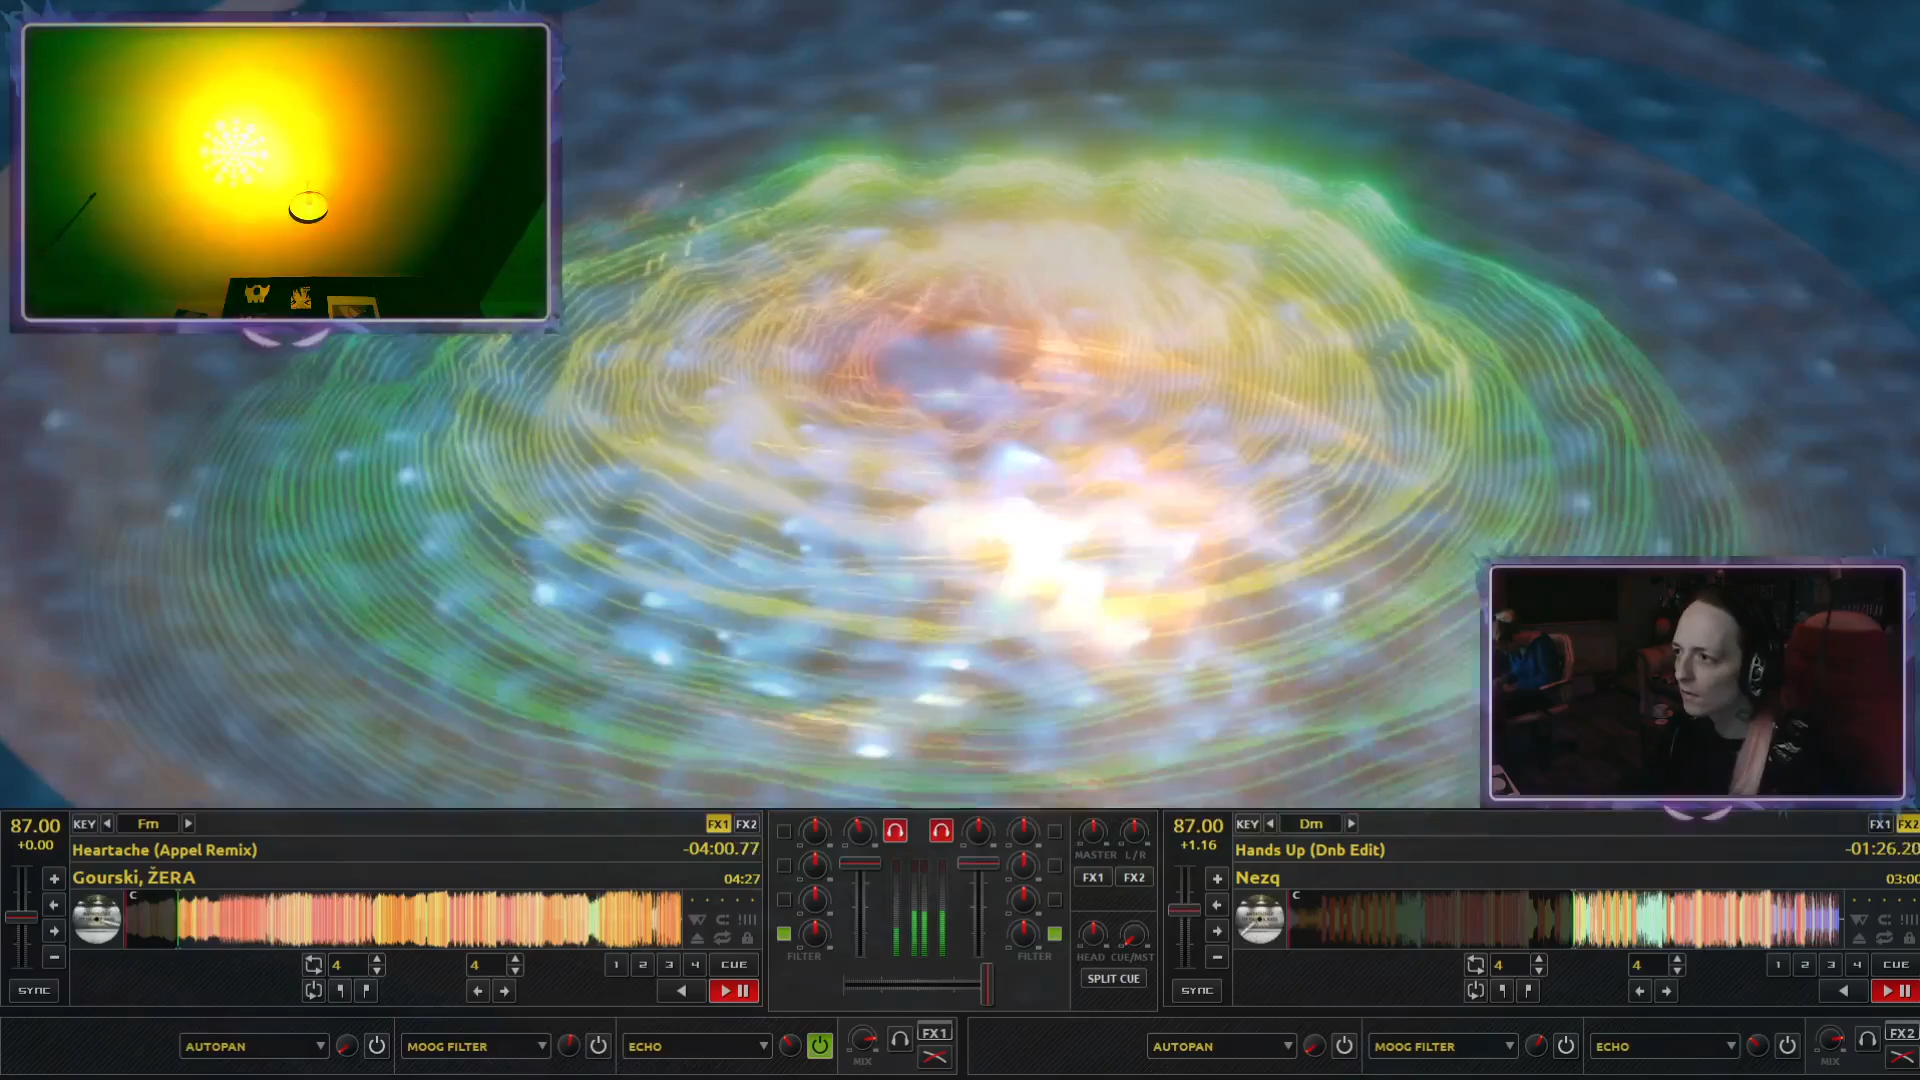 87.00
+0.00
KEY Fm FX1 FX2
Heartache (Appel Remix) -04:00.77
Gourski, ŽERA 04:27
C
4 4 1 2 3 4 CUE
SYNC
FILTER FILTER
MASTER L/R
FX1 FX2
HEAD CUE/MST
SPLIT CUE
87.00
+1.16
KEY Dm FX1 FX2
Hands Up (Dnb Edit) -01:26.20
Nezq 03:00
C
4 4 1 2 3 4 CUE
SYNC
AUTOPAN MOOG FILTER ECHO MIX FX1
AUTOPAN MOOG FILTER ECHO MIX FX2